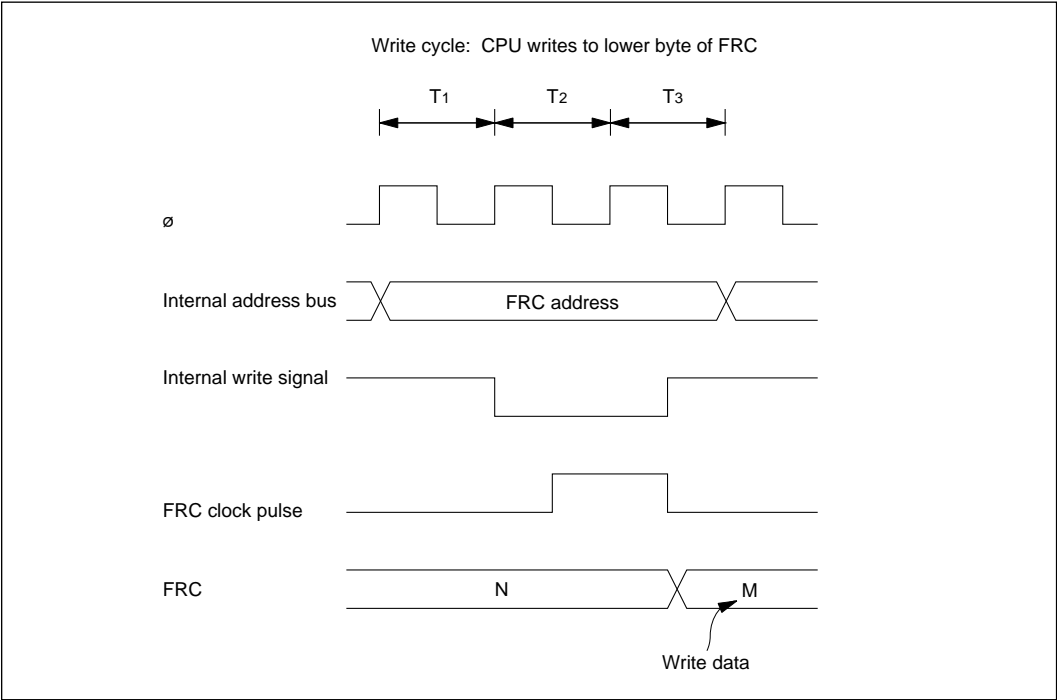 Write cycle: CPU writes to lower byte of FRC
T1 T2 T3
ø
Internal address bus
FRC address
Internal write signal
FRC clock pulse
FRC
N
M
Write data